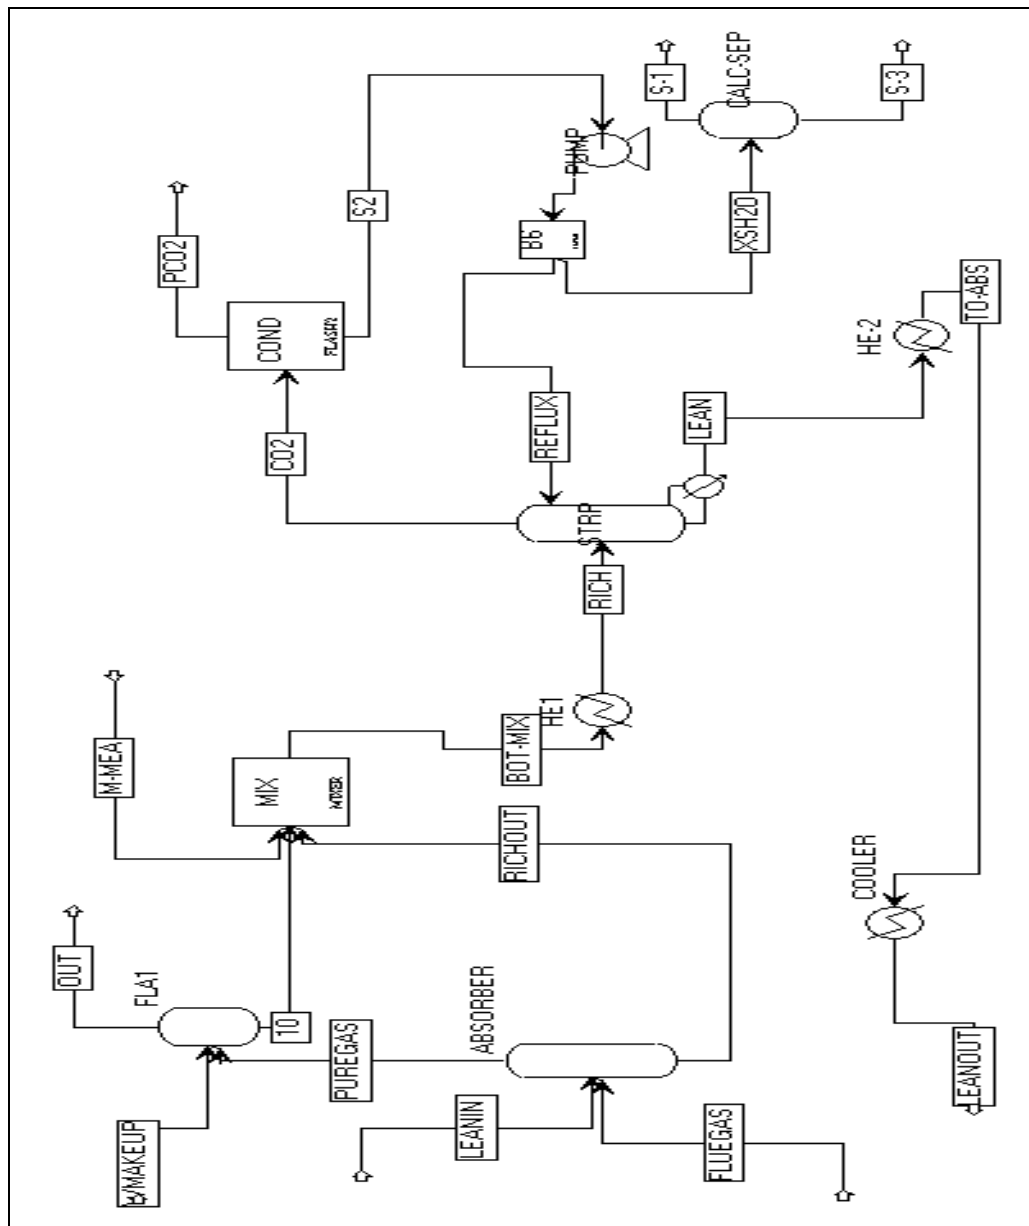 S-1
CALC-SEP
S-3
PUMP
S2
PCO2
B6
XSH20
COND
FLASH2
TO-ABS
HE-2
CO2
REFLUX
LEAN
STRP
RICH
M-MEA
HE1
BOT-MIX
MIX
MIXER
RICHOUT
COOLER
OUT
FLA1
10
ABSORBER
PUREGAS
LEANOUT
LEANIN
W/MAKEUP
FLUEGAS